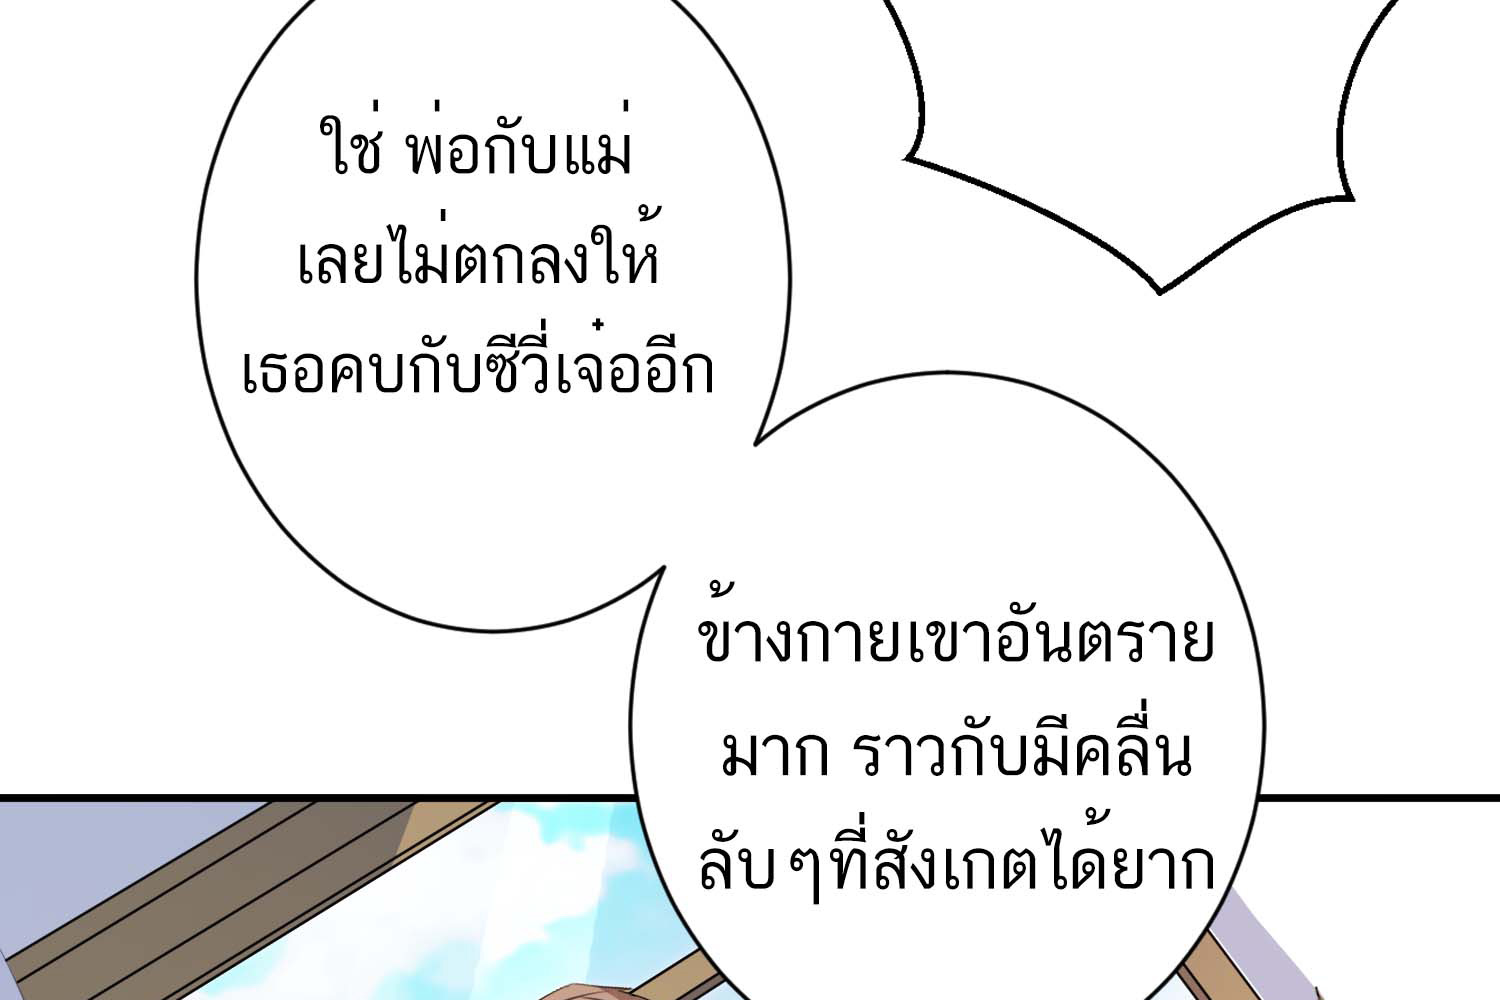 ใช่ พ่อกับแม่
เลยไม่ตกลงให้
เธอคบกับซีวี่เจ๋ออีก
ข้างกายเขาอันตราย
มาก ราวกับมีคลื่น
ลับๆที่สังเกตได้ยาก